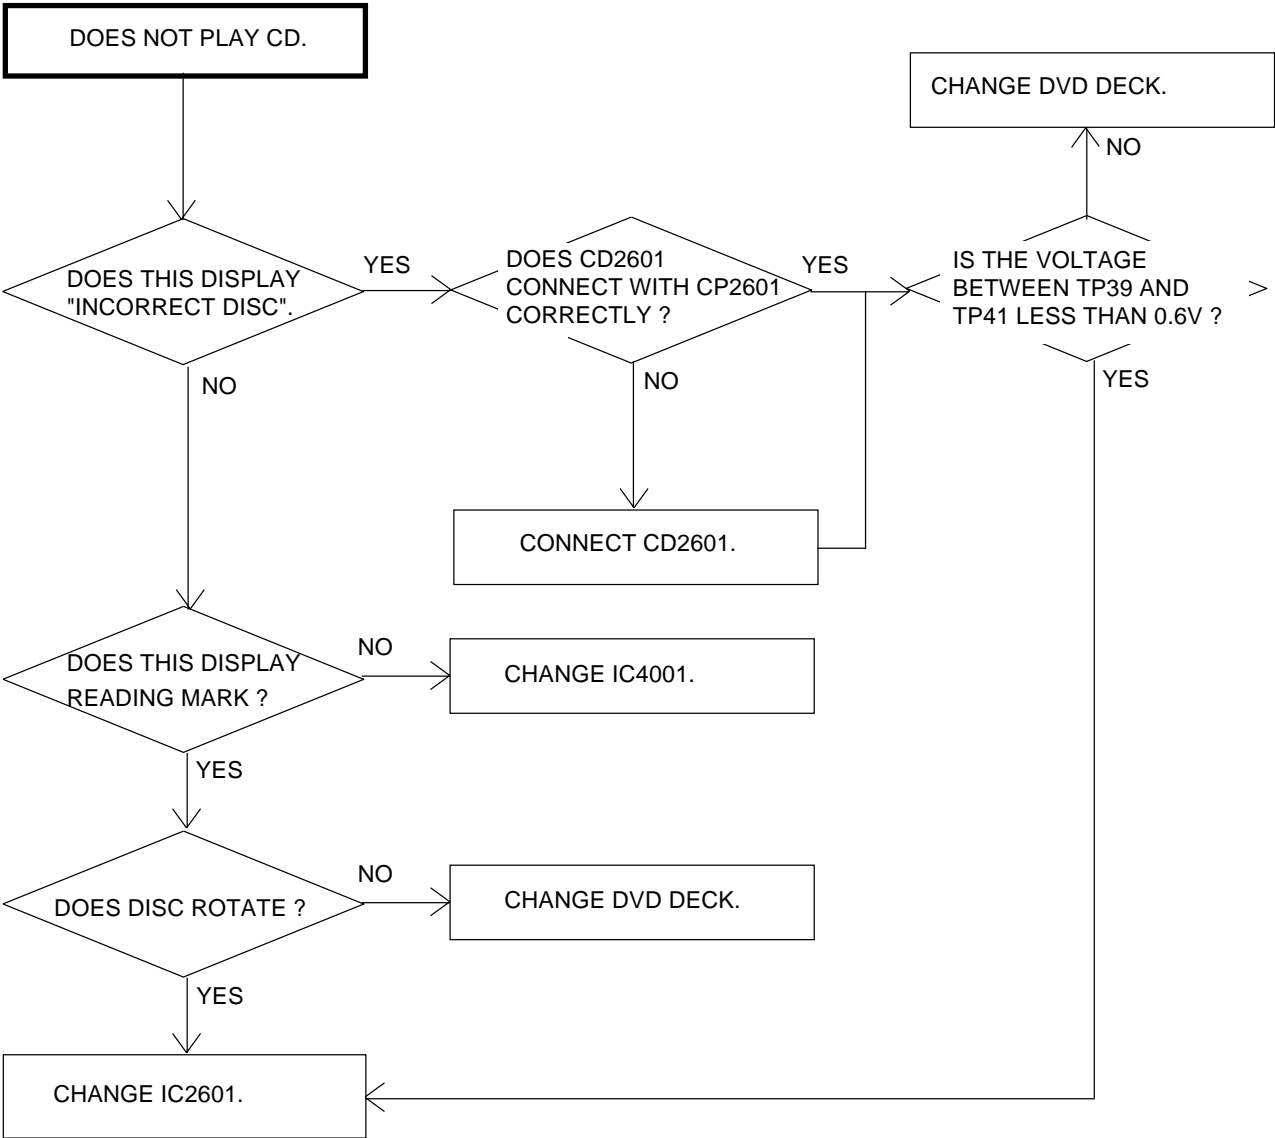 DOES NOT PLAY CD.
CHANGE DVD DECK.
NO
DOES THIS DISPLAY
"INCORRECT DISC".
YES
DOES CD2601
CONNECT WITH CP2601
CORRECTLY ?
YES
IS THE VOLTAGE
BETWEEN TP39 AND
TP41 LESS THAN 0.6V ?
NO
NO
YES
CONNECT CD2601.
DOES THIS DISPLAY
READING MARK ?
NO
CHANGE IC4001.
YES
DOES DISC ROTATE ?
NO
CHANGE DVD DECK.
YES
CHANGE IC2601.